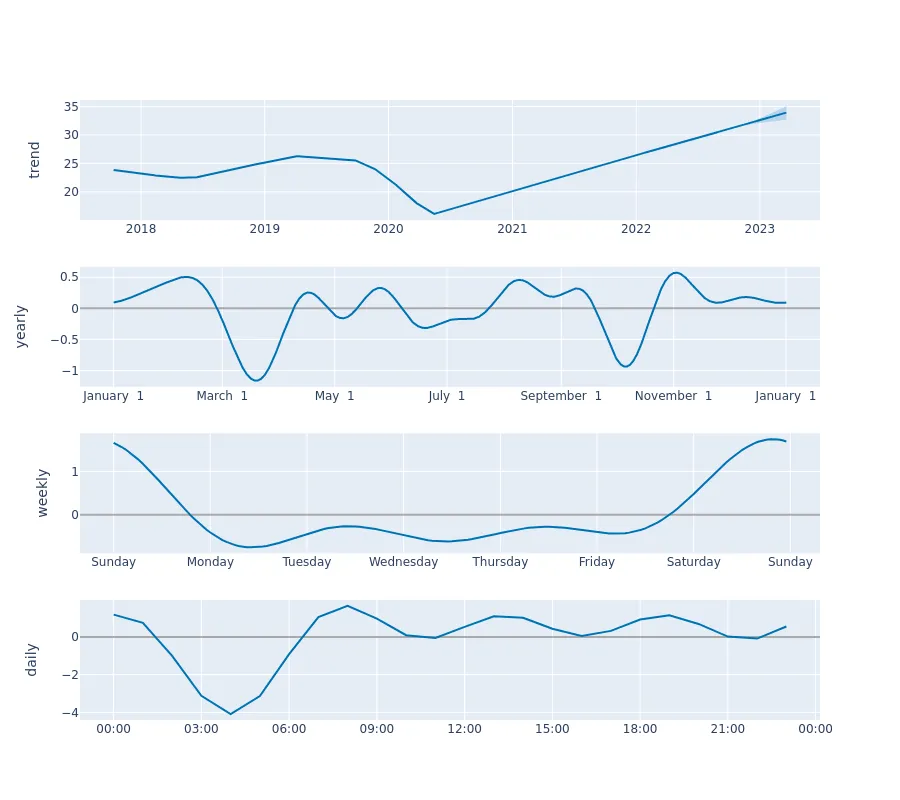 trend
35
30
25
20
2018 2019 2020 2021 2022 2023
yearly
0.5
0
−0.5
−1
January 1 March 1 May 1 July 1 September 1 November 1 January 1
weekly
1
0
Sunday Monday Tuesday Wednesday Thursday Friday Saturday Sunday
daily
0
−2
−4
00:00 03:00 06:00 09:00 12:00 15:00 18:00 21:00 00:00